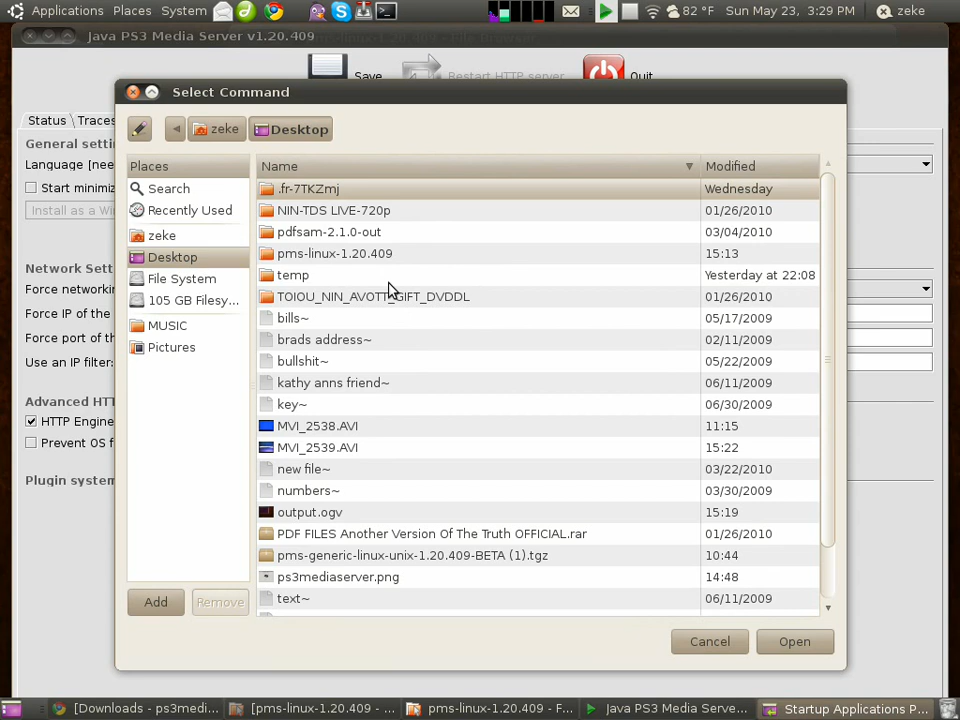 Applications Places System 82 °F Sun May 23, 3:29 PM zeke
Java PS3 Media Server v1.20.409
Save Restart HTTP server Quit
Select Command
zeke Desktop
Status Traces
General setti
Language [nee
Start minimiz
Install as a Win
Network Sett
Force networkin
Force IP of the
Force port of th
Use an IP filter:
Advanced HTT
HTTP Engine
Prevent OS f
Plugin system
Places
Search
Recently Used
zeke
Desktop
File System
105 GB Filesy...
MUSIC
Pictures
Add Remove
Name Modified
.fr-7TKZmj Wednesday
NIN-TDS LIVE-720p 01/26/2010
pdfsam-2.1.0-out 03/04/2010
pms-linux-1.20.409 15:13
temp Yesterday at 22:08
TOIOU_NIN_AVOTT-GIFT_DVDDL 01/26/2010
bills~ 05/17/2009
brads address~ 02/11/2009
bullshit~ 05/22/2009
kathy anns friend~ 06/11/2009
key~ 06/30/2009
MVI_2538.AVI 11:15
MVI_2539.AVI 15:22
new file~ 03/22/2010
numbers~ 03/30/2009
output.ogv 15:19
PDF FILES Another Version Of The Truth OFFICIAL.rar 01/26/2010
pms-generic-linux-unix-1.20.409-BETA (1).tgz 10:44
ps3mediaserver.png 14:48
text~ 06/11/2009
Cancel Open
[Downloads - ps3medi... [pms-linux-1.20.409 - ... pms-linux-1.20.409 - F... Java PS3 Media Serve... Startup Applications P...